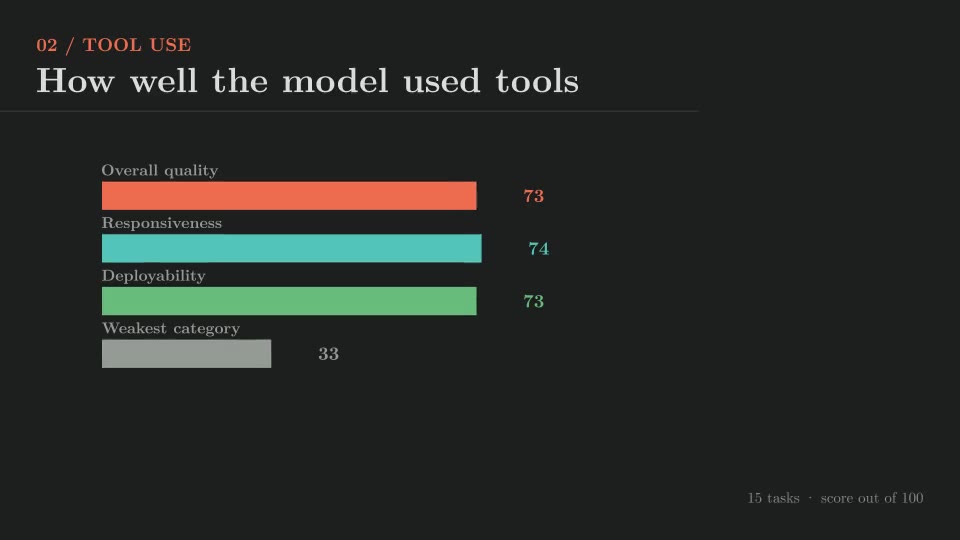 02 / TOOL USE
How well the model used tools
Overall quality
73
Responsiveness
74
Deployability
73
Weakest category
33
15 tasks · score out of 100